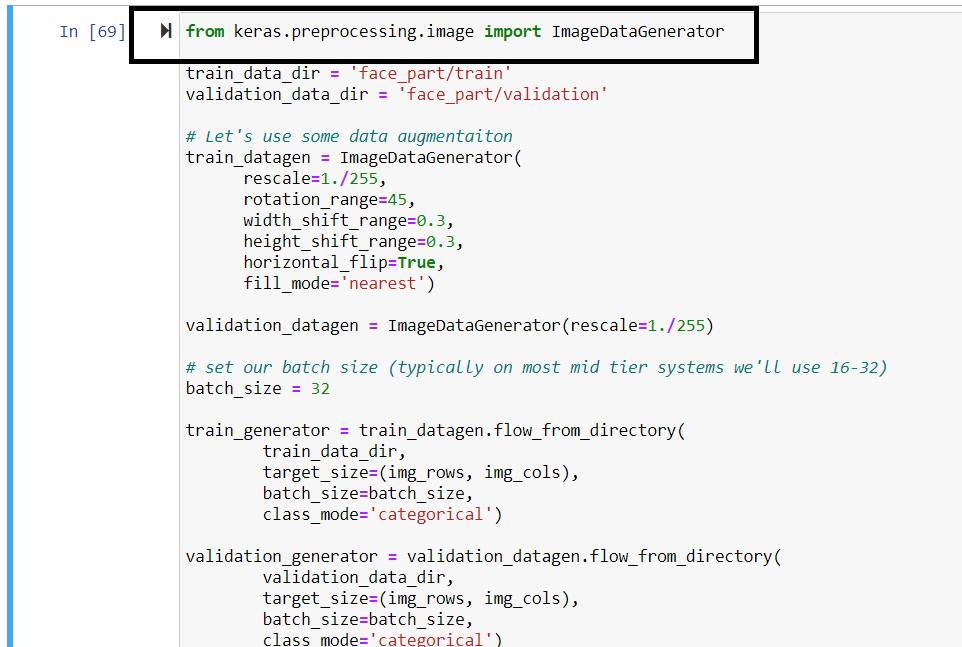 In [69]
from keras.preprocessing.image import ImageDataGenerator
train_data_dir = 'face_part/train'
validation_data_dir = 'face_part/validation'
# Let's use some data augmentaiton
train_datagen = ImageDataGenerator(
rescale=1./255,
rotation_range=45,
width_shift_range=0.3,
height_shift_range=0.3,
horizontal_flip=True,
fill_mode='nearest')
validation_datagen = ImageDataGenerator(rescale=1./255)
# set our batch size (typically on most mid tier systems we'll use 16-32)
batch_size = 32
train_generator = train_datagen.flow_from_directory(
train_data_dir,
target_size=(img_rows, img_cols),
batch_size=batch_size,
class_mode='categorical')
validation_generator = validation_datagen.flow_from_directory(
validation_data_dir,
target_size=(img_rows, img_cols),
batch_size=batch_size,
class_mode='categorical')